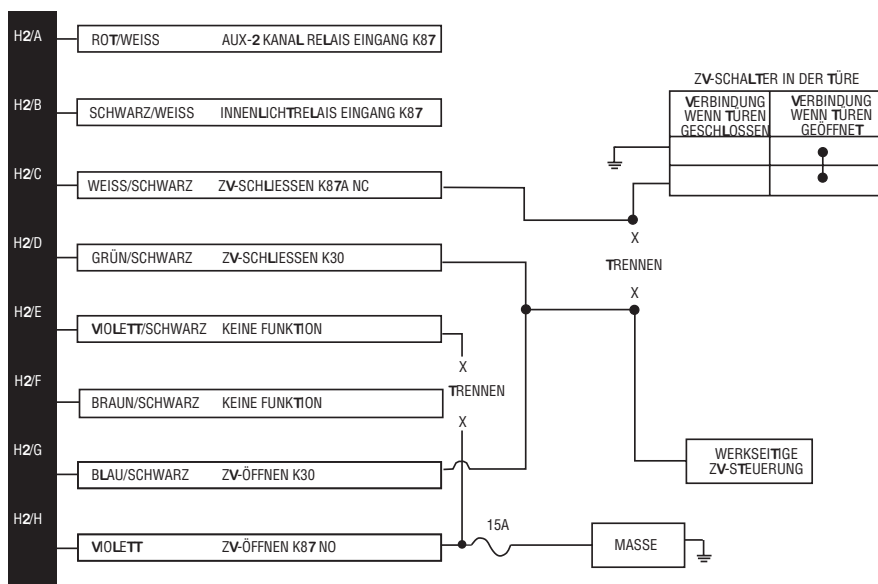 H2/A
ROT/WEISS AUX-2 KANAL RELAIS EINGANG K87
ZV-SCHALTER IN DER TÜRE
VERBINDUNG
WENN TÜREN
GESCHLOSSEN
VERBINDUNG
WENN TÜREN
GEÖFFNET
H2/B
SCHWARZ/WEISS INNENLICHTRELAIS EINGANG K87
H2/C
WEISS/SCHWARZ ZV-SCHLIESSEN K87A NC
X
TRENNEN
X
H2/D
GRÜN/SCHWARZ ZV-SCHLIESSEN K30
H2/E
VIOLETT/SCHWARZ KEINE FUNKTION
X
TRENNEN
X
H2/F
BRAUN/SCHWARZ KEINE FUNKTION
H2/G
BLAU/SCHWARZ ZV-ÖFFNEN K30
WERKSEITIGE
ZV-STEUERUNG
H2/H
VIOLETT ZV-ÖFFNEN K87 NO
15A
MASSE